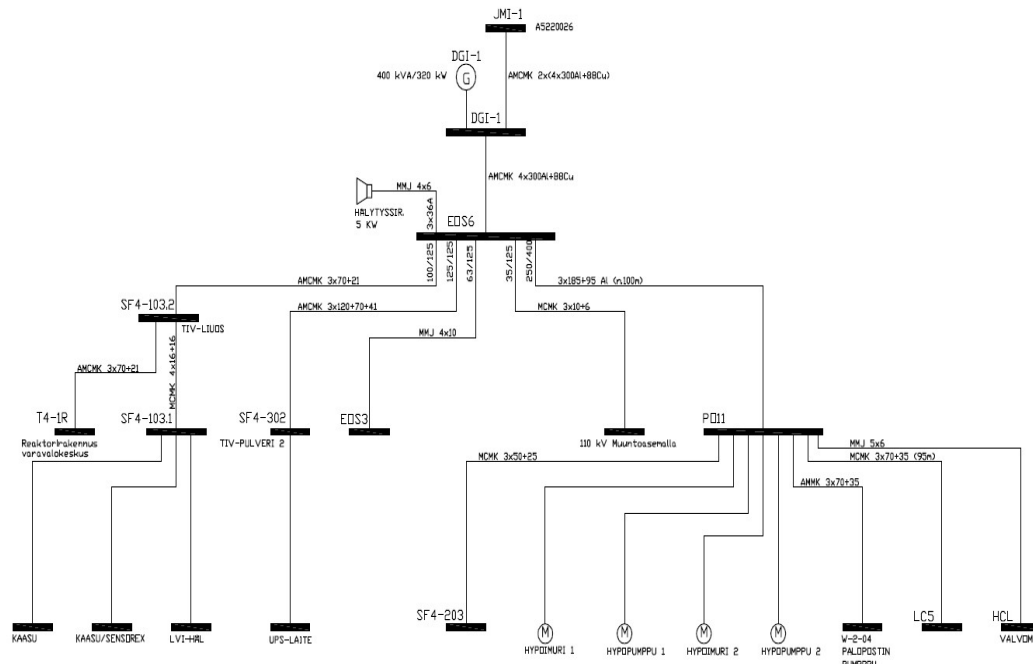 JMI-1
A5220026
DGI-1
400 kVA/320 kW
G
AMCMK 2x(4x300Al+88Cu)
DGI-1
AMCMK 4x300Al+88Cu
MMJ 4x6
HÄLYTYSSIR.
5 KW
3x36A
EOS6
100/125
125/125
63/125
35/125
250/400
AMCMK 3x70+21
3x185+95 Al (n.100m)
SF4-103.2
TIV-LIUOS
AMCMK 3x120+70+41
MCMK 3x10+6
MMJ 4x10
AMCMK 3x70+21
MCMK 4x16+16
T4-1R
Reaktorirakennus
varavalokeskus
SF4-103.1
SF4-302
TIV-PULVERI 2
EOS3
110 kV Muuntoasemalla
PO11
MMJ 5x6
MCMK 3x50+25
MCMK 3x70+35 (95m)
AMMK 3x70+35
KAASU
KAASU/SENSOREX
LVI-HÄL
UPS-LAITE
SF4-203
M
HYPOIMURI 1
M
HYPOPUMPPU 1
M
HYPOIMURI 2
M
HYPOPUMPPU 2
W-2-04
PALOPOSTIN
PUMPPU
LC5
HCL
VALVOM